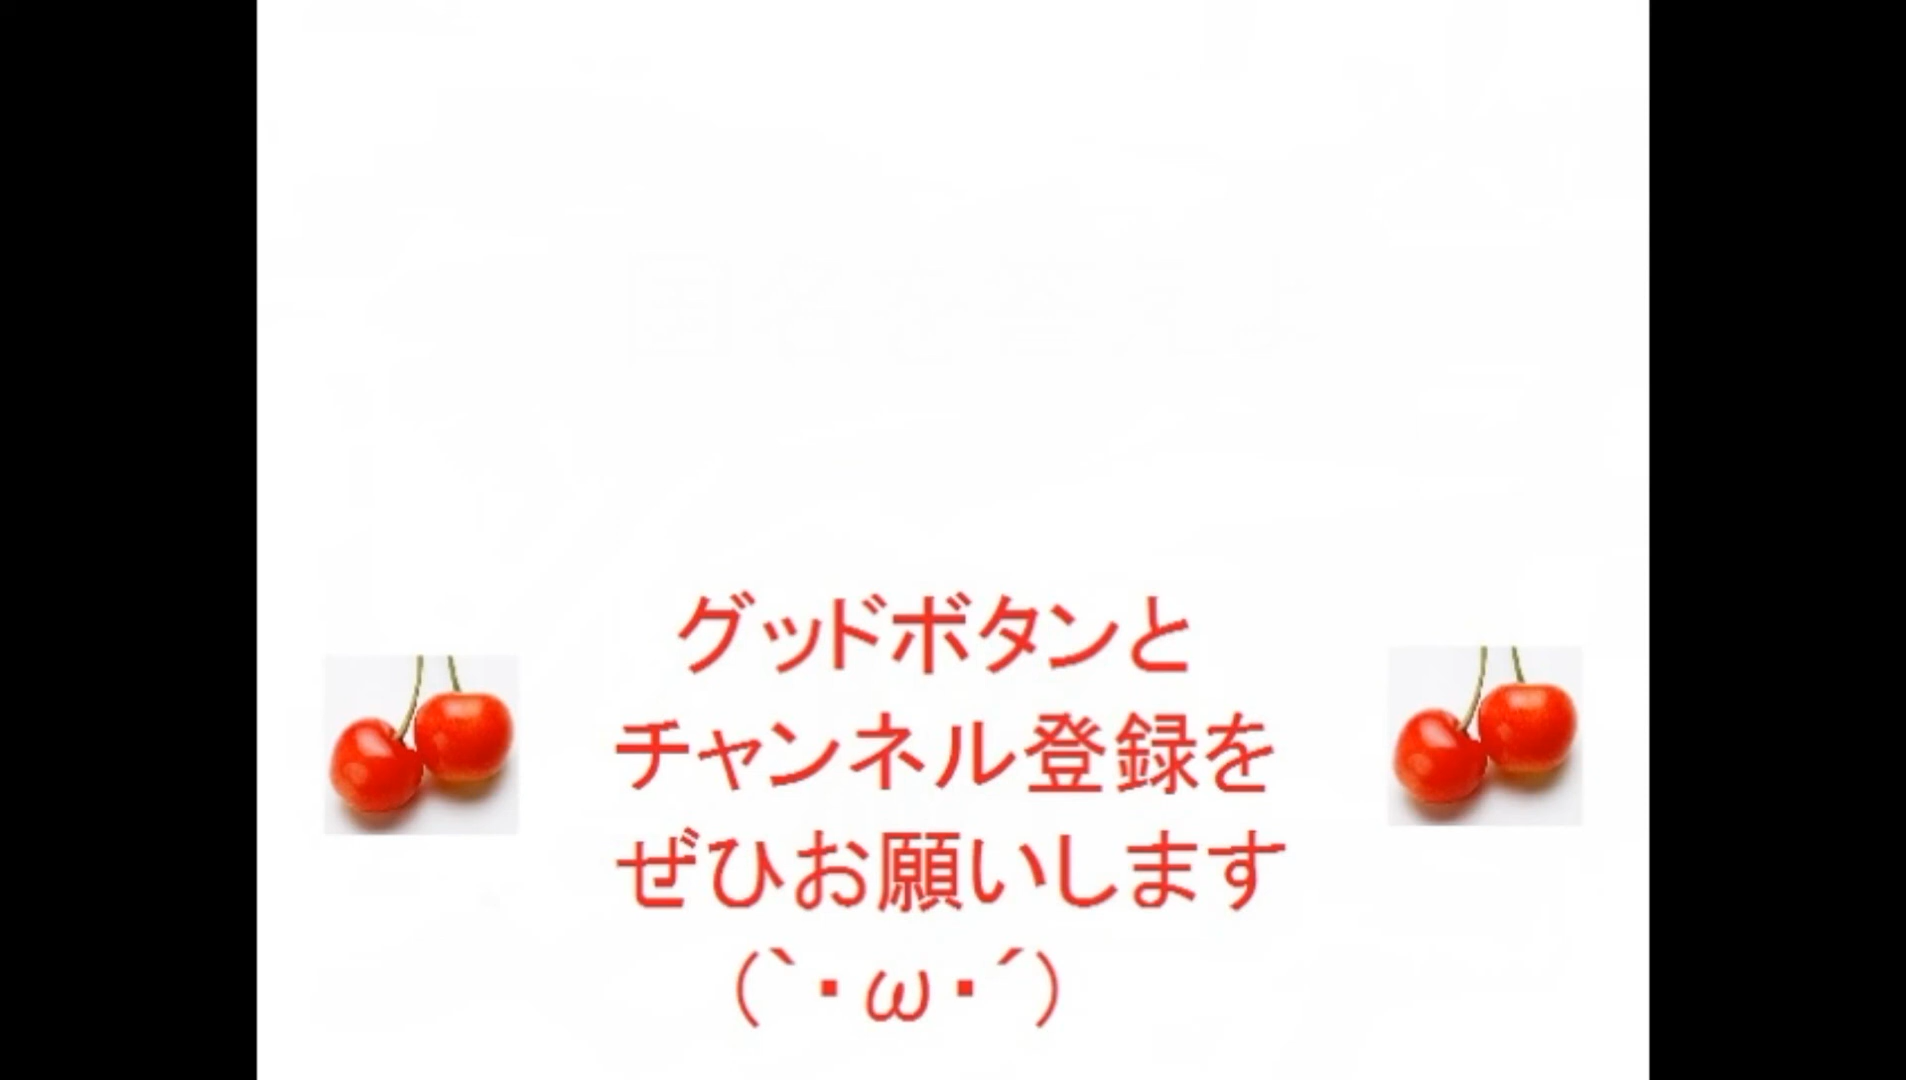 グッドボタンと
チャンネル登録を
ぜひお願いします
(`・ω・´)